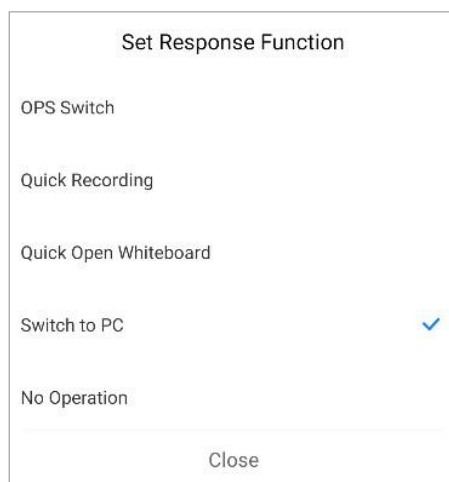 Set Response Function
OPS Switch
Quick Recording
Quick Open Whiteboard
Switch to PC
No Operation
Close